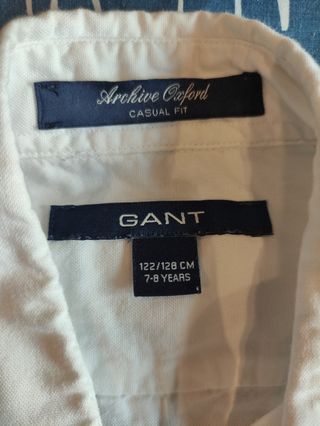 Archive Oxford
CASUAL FIT
GANT
122/128 CM
7-8 YEARS